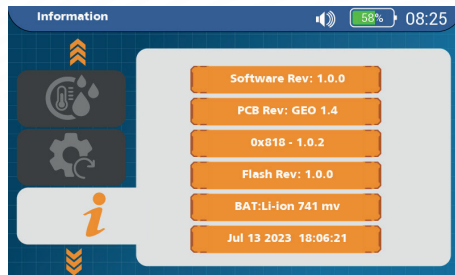 Information
58%
08:25
Software Rev: 1.0.0
PCB Rev: GEO 1.4
0x818 - 1.0.2
Flash Rev: 1.0.0
BAT:Li-ion 741 mv
Jul 13 2023 18:06:21
i